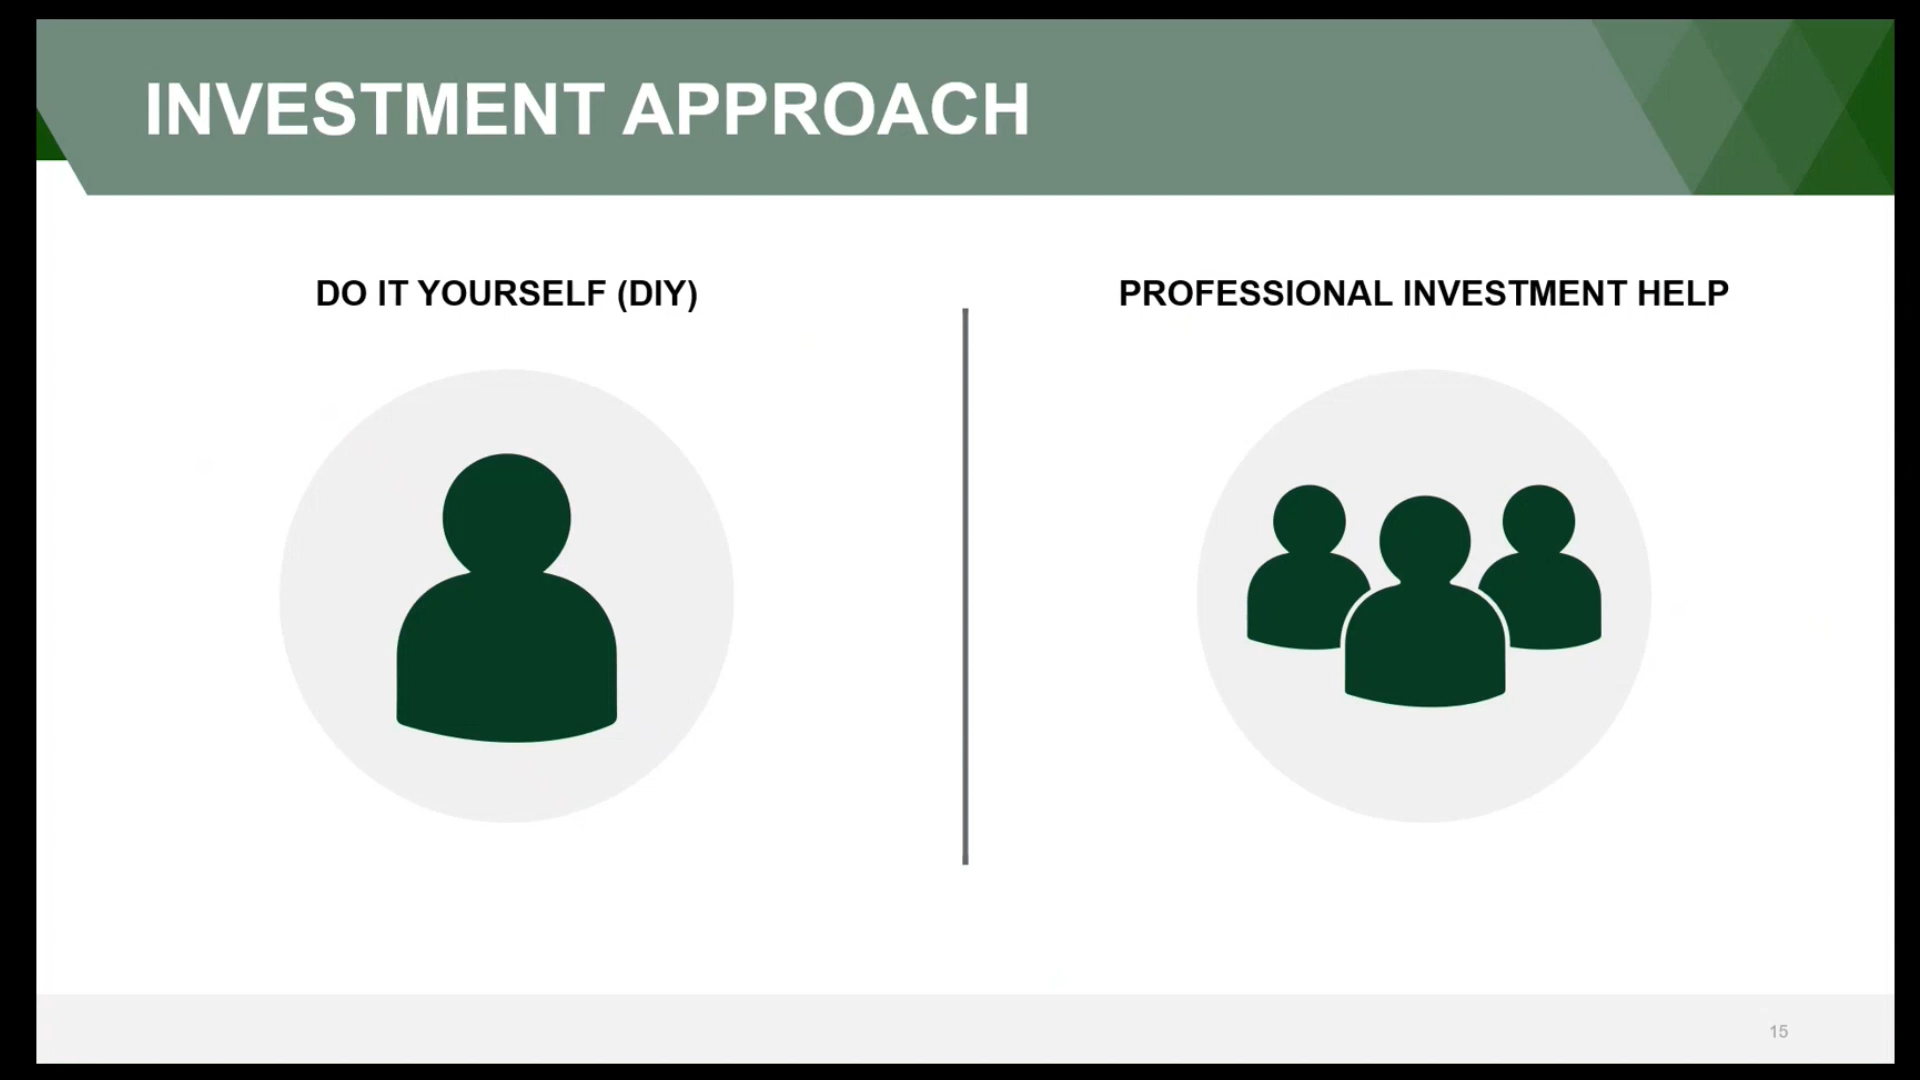 INVESTMENT APPROACH
DO IT YOURSELF (DIY)
PROFESSIONAL INVESTMENT HELP
15